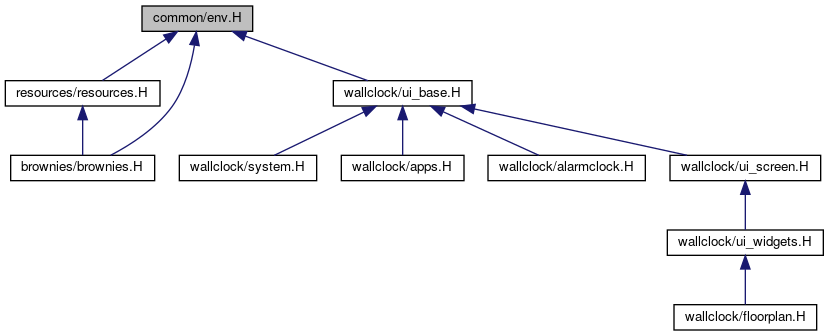 common/env.H
resources/resources.H
wallclock/ui_base.H
brownies/brownies.H
wallclock/system.H
wallclock/apps.H
wallclock/alarmclock.H
wallclock/ui_screen.H
wallclock/ui_widgets.H
wallclock/floorplan.H